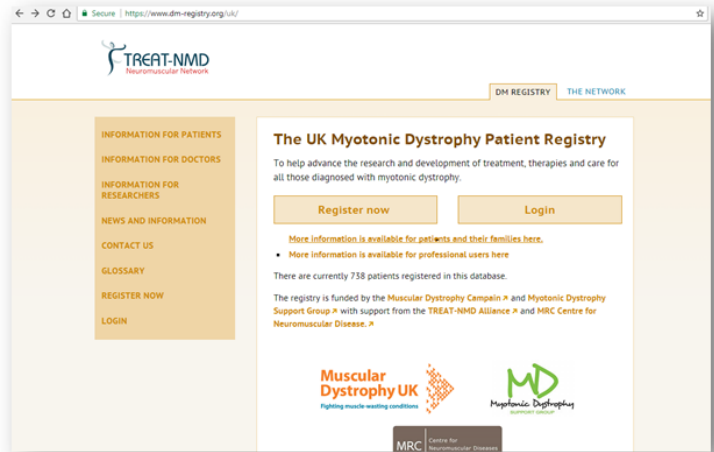 Secure | https://www.dm-registry.org/uk/
TREAT-NMD
Neuromuscular Network
DM REGISTRY THE NETWORK
INFORMATION FOR PATIENTS
INFORMATION FOR DOCTORS
INFORMATION FOR
RESEARCHERS
NEWS AND INFORMATION
CONTACT US
GLOSSARY
REGISTER NOW
LOGIN
The UK Myotonic Dystrophy Patient Registry
To help advance the research and development of treatment, therapies and care for
all those diagnosed with myotonic dystrophy.
Register now Login
More information is available for patients and their families here.
More information is available for professional users here
There are currently 738 patients registered in this database.
The registry is funded by the Muscular Dystrophy Campain and Myotonic Dystrophy
Support Group with support from the TREAT-NMD Alliance and MRC Centre for
Neuromuscular Disease.
Muscular
Dystrophy UK
Fighting muscle-wasting conditions
MD
Myotonic Dystrophy
SUPPORT GROUP
MRC Centre for
Neuromuscular Diseases